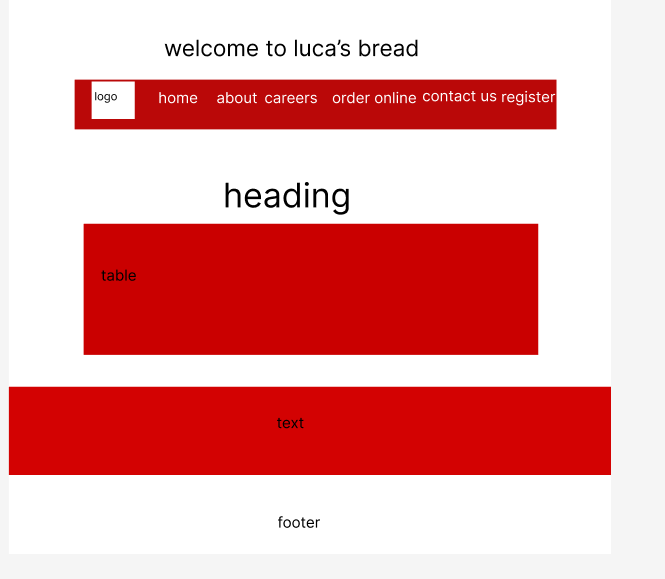 welcome to luca’s bread
logo home about careers order online contact us register
heading
table
text
footer